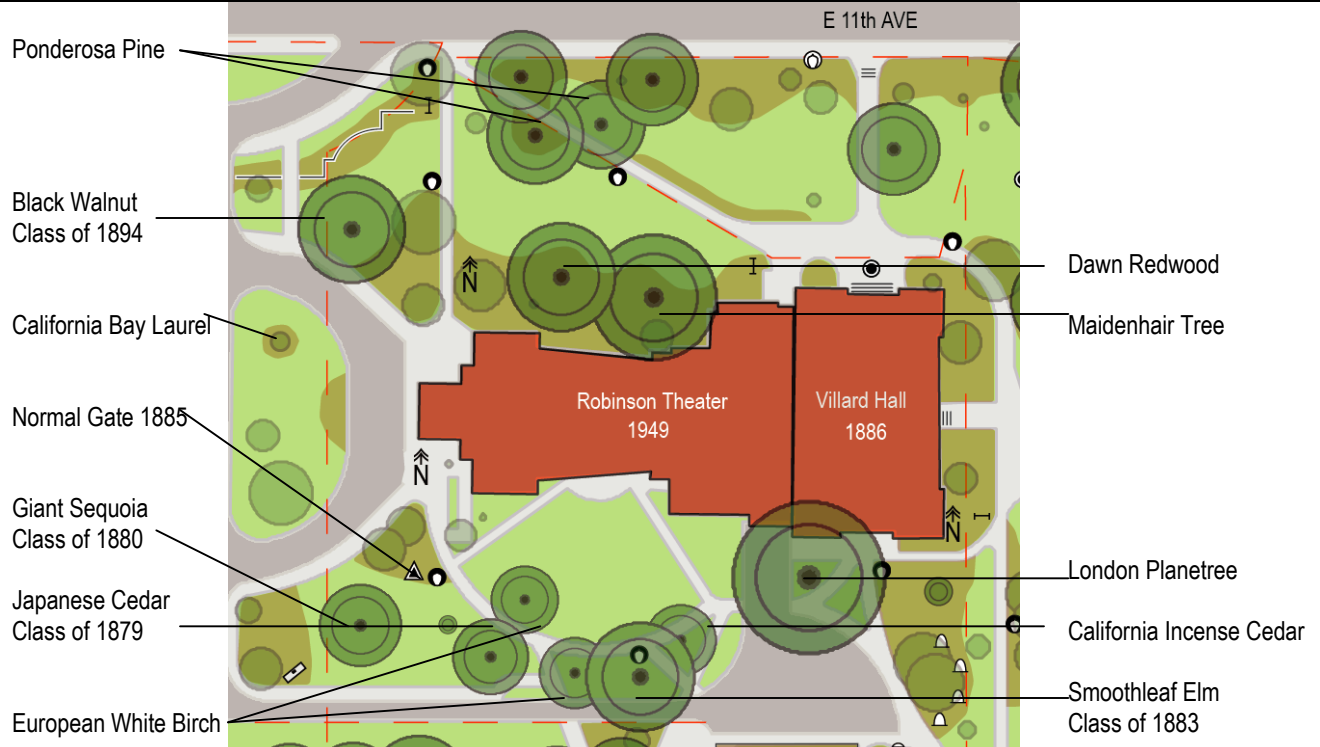 E 11th AVE
Ponderosa Pine
Black Walnut
Class of 1894
Dawn Redwood
N
California Bay Laurel
Maidenhair Tree
Robinson Theater
1949
Villard Hall
1886
Normal Gate 1885
N
Giant Sequoia
Class of 1880
N
London Planetree
Japanese Cedar
Class of 1879
California Incense Cedar
European White Birch
Smoothleaf Elm
Class of 1883